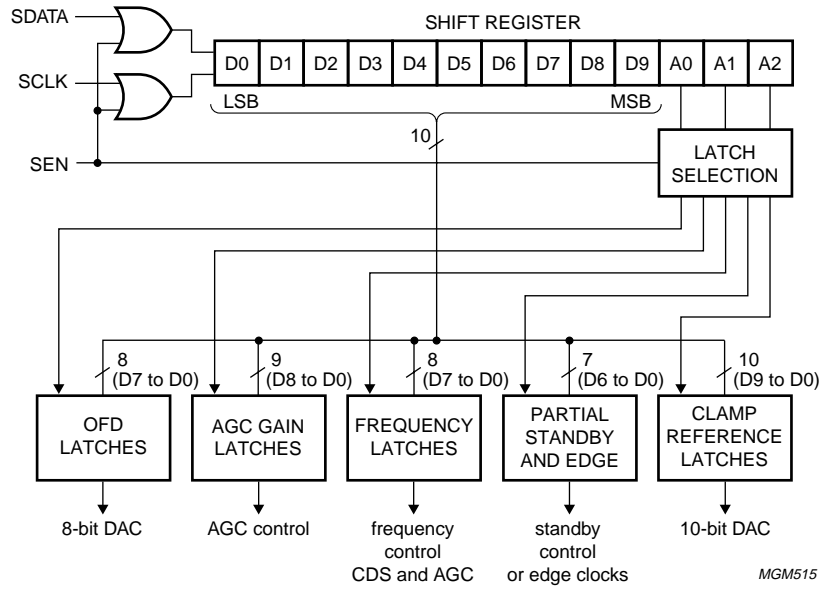 SDATA
SHIFT REGISTER
D0 D1 D2 D3 D4 D5 D6 D7 D8 D9 A0 A1 A2
SCLK
LSB MSB
10
SEN
LATCH
SELECTION
8
(D7 to D0)
9
(D8 to D0)
8
(D7 to D0)
7
(D6 to D0)
10
(D9 to D0)
OFD
LATCHES
AGC GAIN
LATCHES
FREQUENCY
LATCHES
PARTIAL
STANDBY
AND EDGE
CLAMP
REFERENCE
LATCHES
8-bit DAC
AGC control
frequency
control
CDS and AGC
standby
control
or edge clocks
10-bit DAC
MGM515